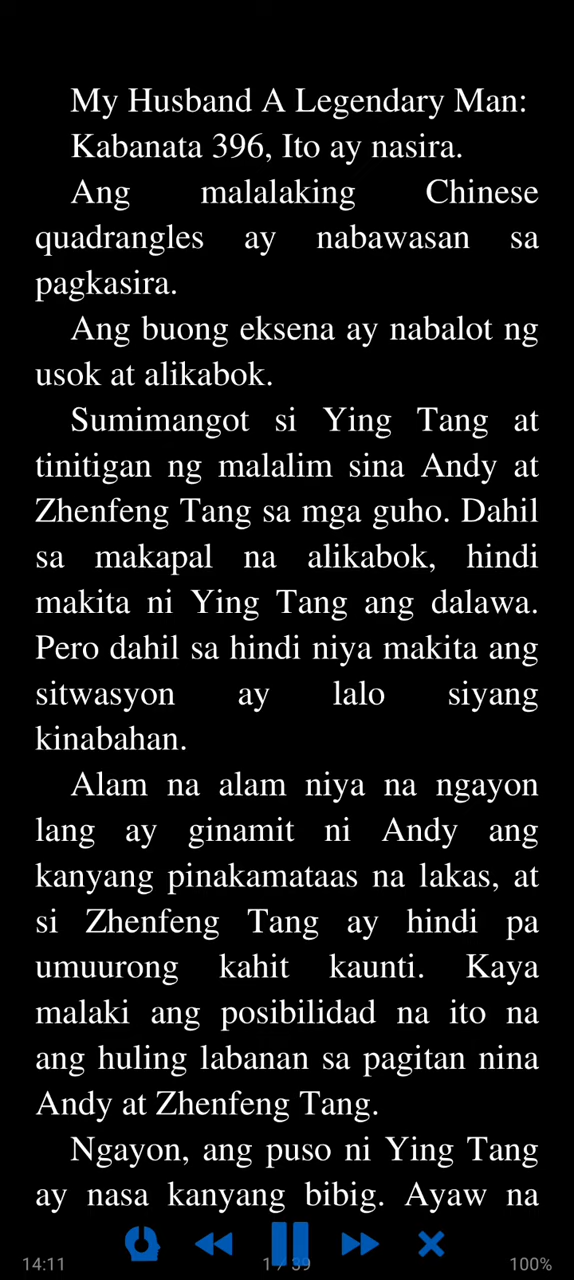 My Husband A Legendary Man:
Kabanata 396, Ito ay nasira.
Ang malalaking Chinese
quadrangles ay nabawasan sa
pagkasira.
Ang buong eksena ay nabalot ng
usok at alikabok.
Sumimangot si Ying Tang at
tinitigan ng malalim sina Andy at
Zhenfeng Tang sa mga guho. Dahil
sa makapal na alikabok, hindi
makita ni Ying Tang ang dalawa.
Pero dahil sa hindi niya makita ang
sitwasyon ay lalo siyang
kinabahan.
Alam na alam niya na ngayon
lang ay ginamit ni Andy ang
kanyang pinakamataas na lakas, at
si Zhenfeng Tang ay hindi pa
umuurong kahit kaunti. Kaya
malaki ang posibilidad na ito na
ang huling labanan sa pagitan nina
Andy at Zhenfeng Tang.
Ngayon, ang puso ni Ying Tang
ay nasa kanyang bibig. Ayaw na
14:11
1 / 39
100%